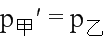 p甲′ = p乙